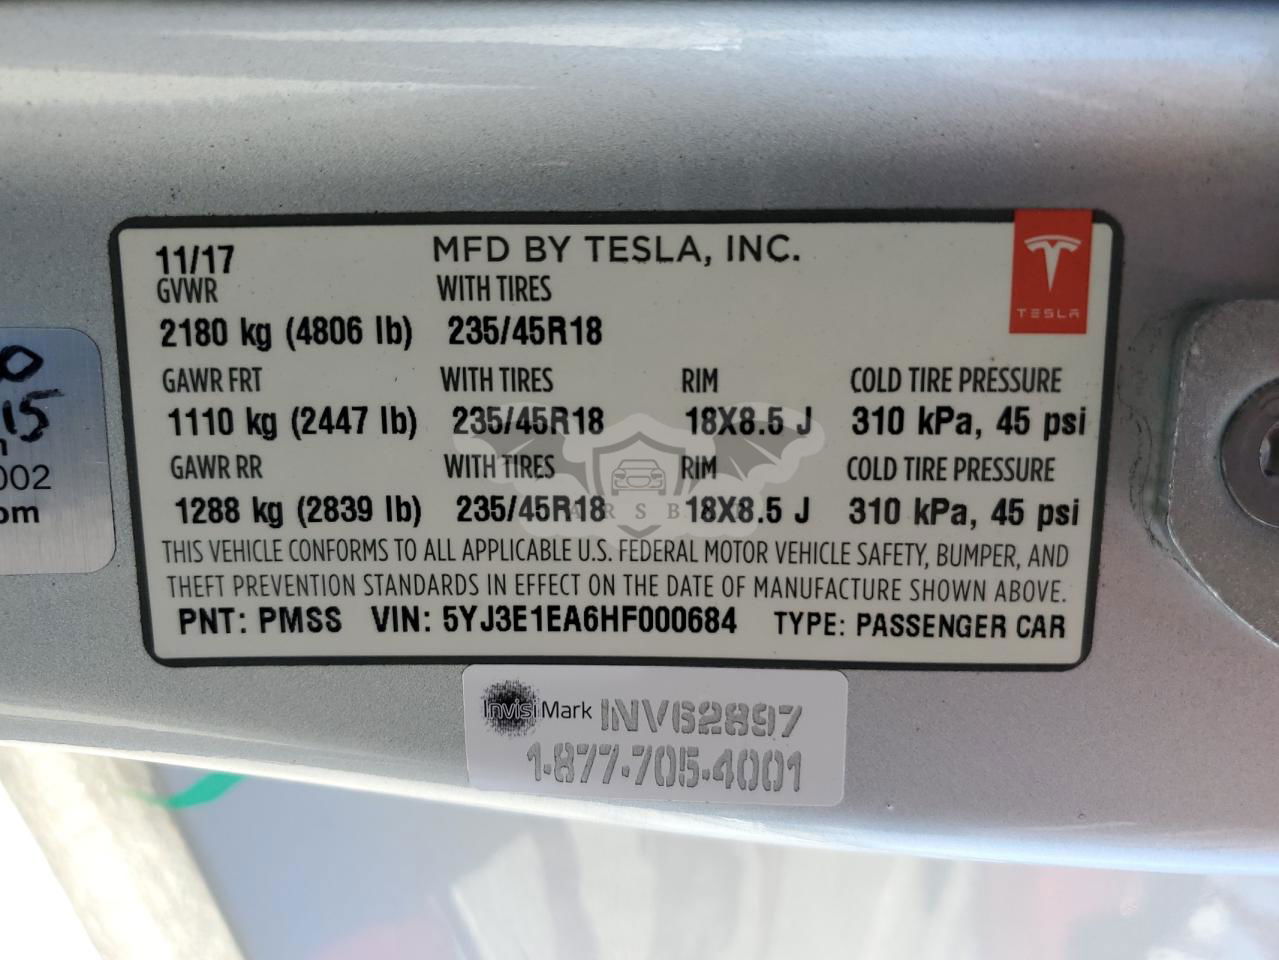 11/17 MFD BY TESLA, INC.
GVWR WITH TIRES
2180 kg (4806 lb) 235/45R18
TESLA
GAWR FRT WITH TIRES RIM COLD TIRE PRESSURE
1110 kg (2447 lb) 235/45R18 18X8.5 J 310 kPa, 45 psi
GAWR RR WITH TIRES RIM COLD TIRE PRESSURE
1288 kg (2839 lb) 235/45R18 18X8.5 J 310 kPa, 45 psi
THIS VEHICLE CONFORMS TO ALL APPLICABLE U.S. FEDERAL MOTOR VEHICLE SAFETY, BUMPER, AND
THEFT PREVENTION STANDARDS IN EFFECT ON THE DATE OF MANUFACTURE SHOWN ABOVE.
PNT: PMSS VIN: 5YJ3E1EA6HF000684 TYPE: PASSENGER CAR
InvisiMark INV62897
1-877-705-4001
15
002
om